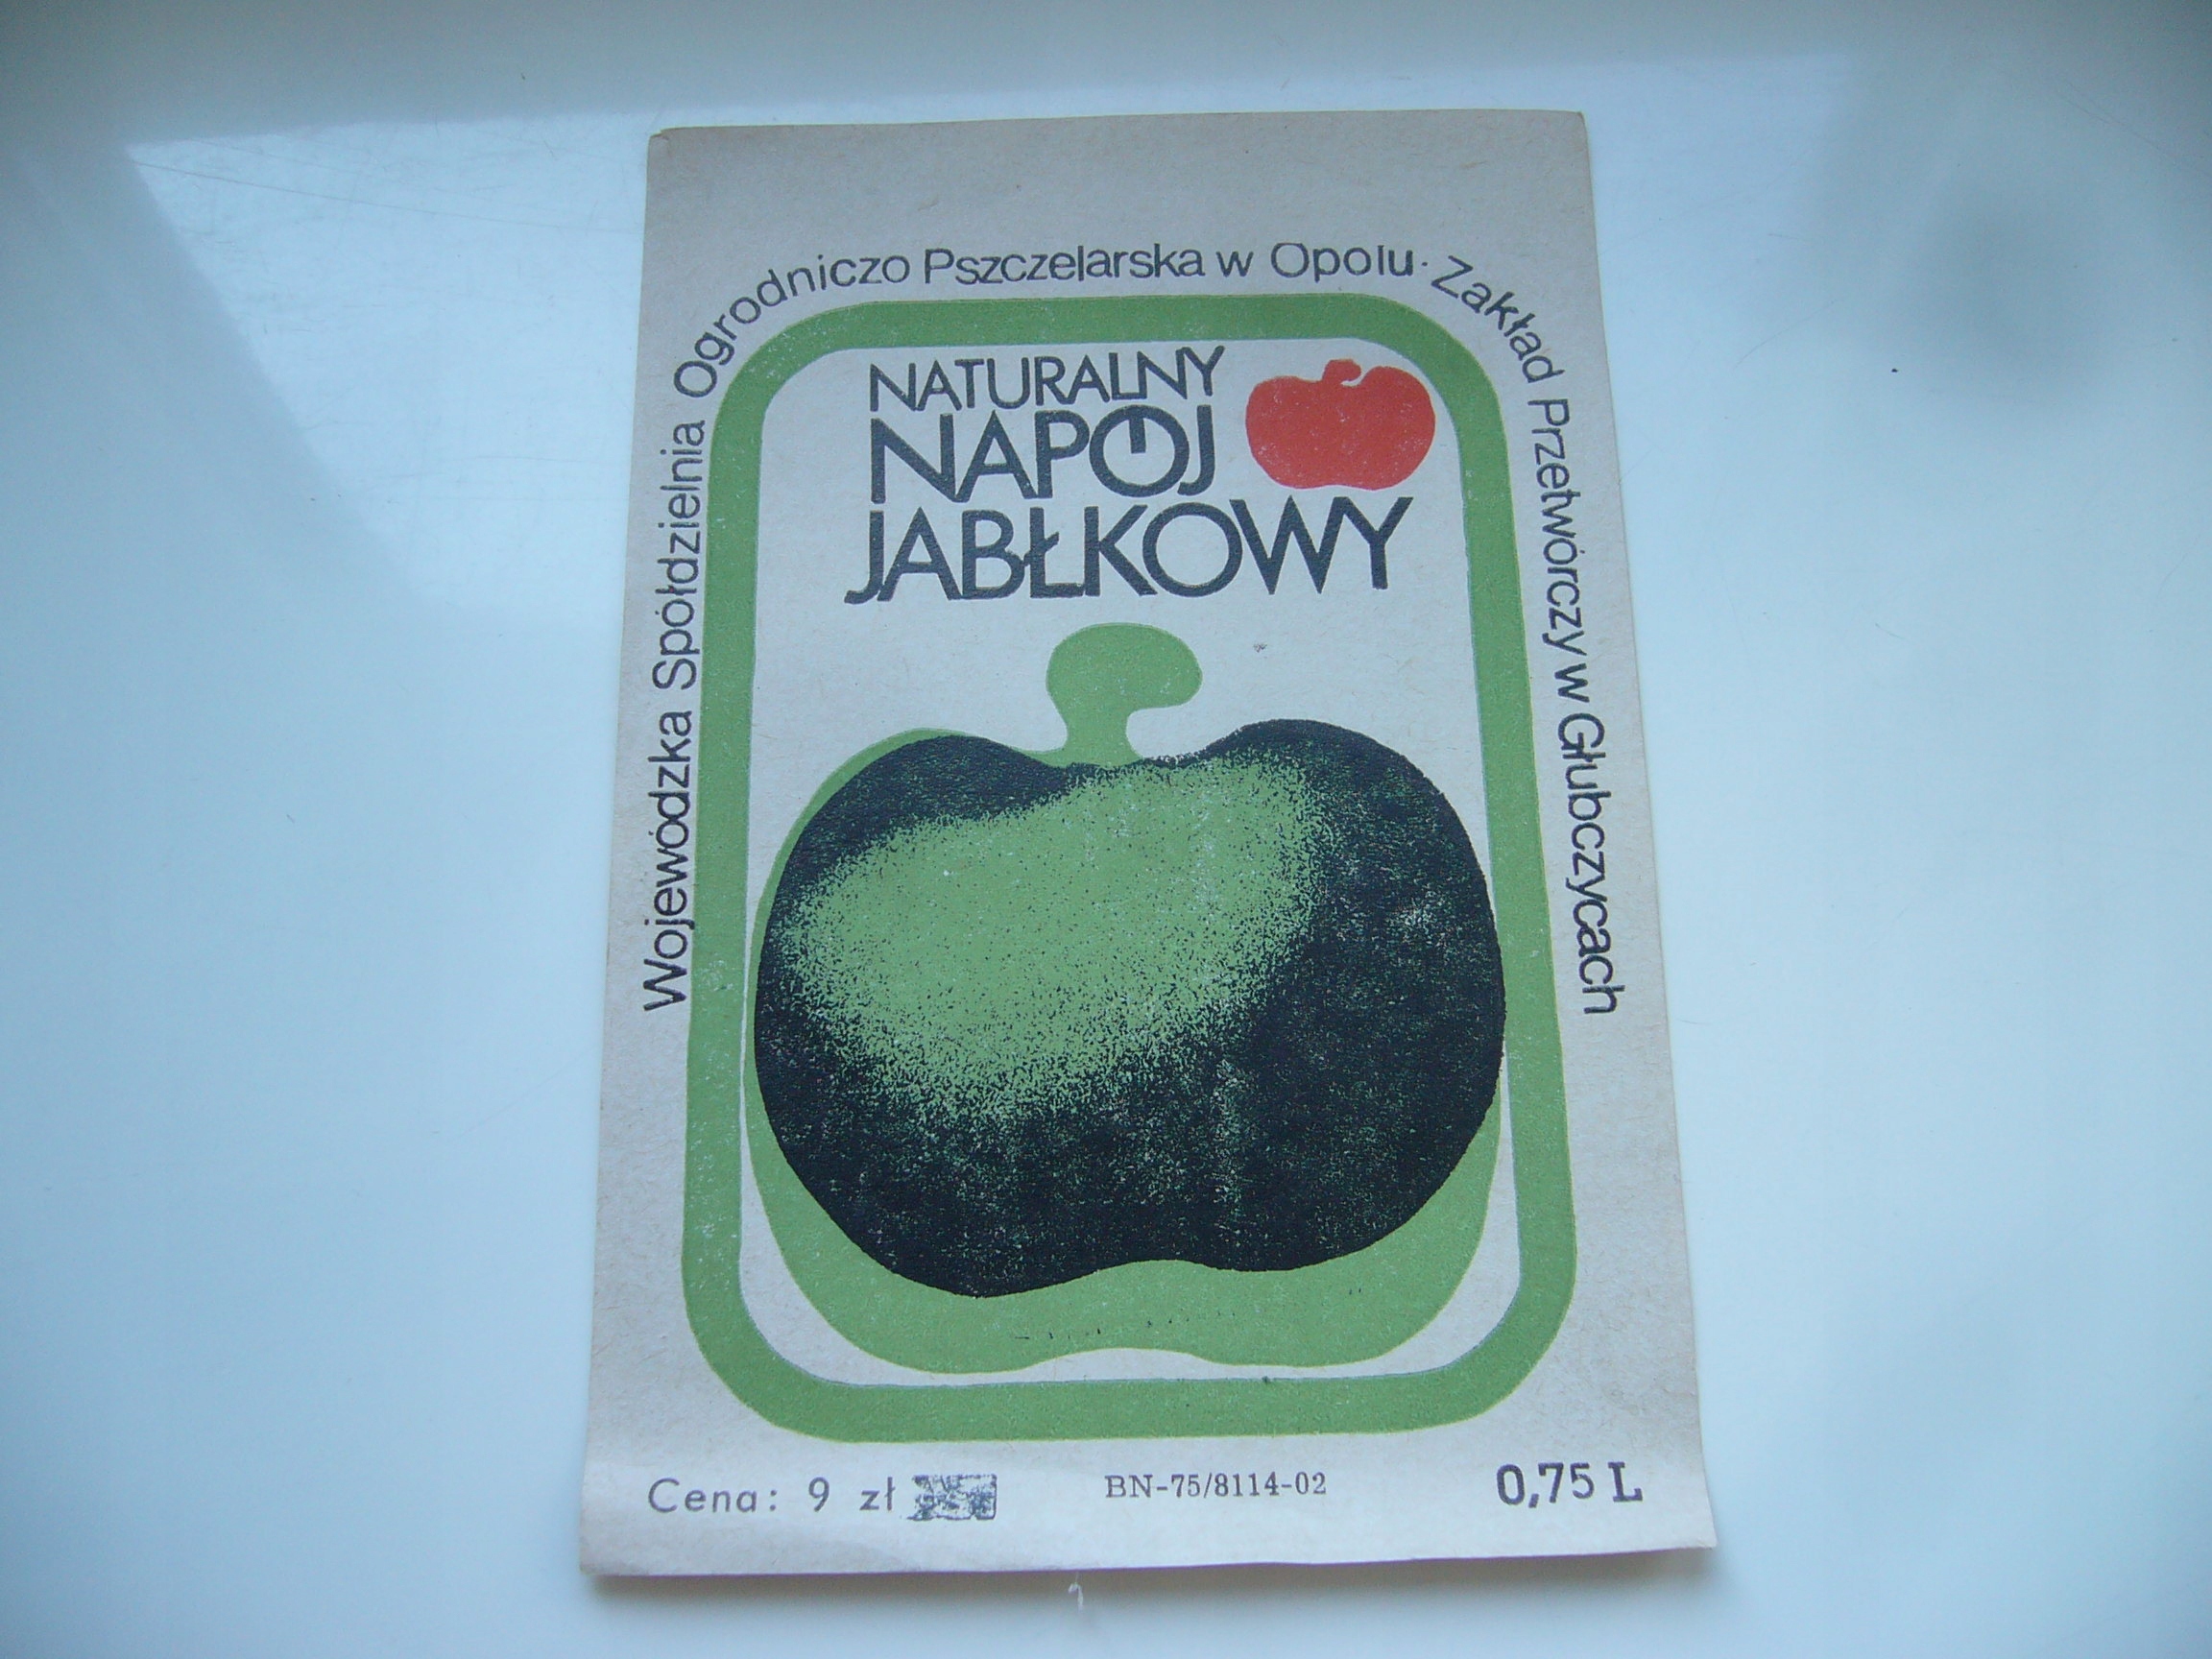 Wojewódzka Spółdzielnia Ogrodniczo Pszczelarska w Opolu · Zakład Przetwórczy w Głubczycach
NATURALNY
NAPÓJ
JABŁKOWY
Cena: 9 zł BN-75/8114-02 0,75 L